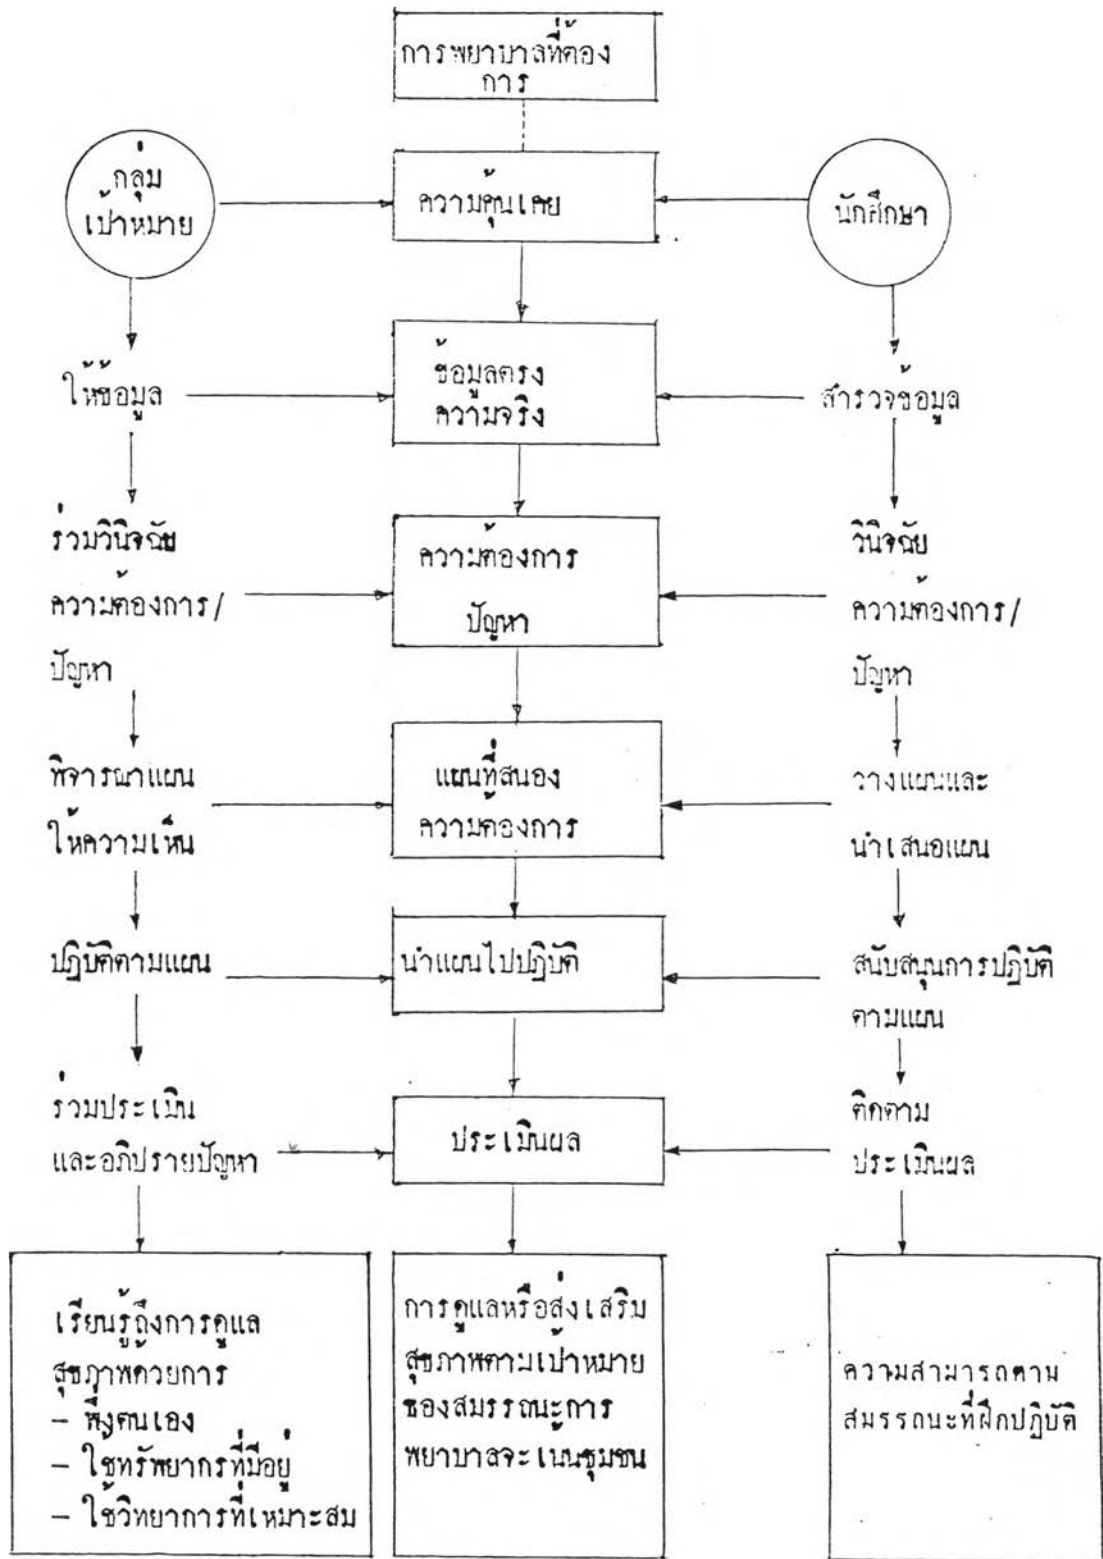 การพยาบาลที่ต้อง
การ
กลุ่ม
เป้าหมาย
ความคุ้นเคย
นักศึกษา
ให้ข้อมูล
ข้อมูลตรง
ความจริง
สำรวจข้อมูล
ร่วมวินิจฉัย
ความต้องการ/
ปัญหา
ความต้องการ
ปัญหา
วินิจฉัย
ความต้องการ/
ปัญหา
พิจารณาแผน
ให้ความเห็น
แผนที่สนอง
ความต้องการ
วางแผนและ
นำเสนอแผน
ปฏิบัติตามแผน
นำแผนไปปฏิบัติ
สนับสนุนการปฏิบัติ
ตามแผน
ร่วมประเมิน
และอภิปรายปัญหา
ประเมินผล
ติดตาม
ประเมินผล
เรียนรู้ถึงการดูแล
สุขภาพด้วยการ
- พึ่งตนเอง
- ใช้ทรัพยากรที่มีอยู่
- ใช้วิทยาการที่เหมาะสม
การดูแลหรือส่งเสริม
สุขภาพตามเป้าหมาย
ของสมรรถนะการ
พยาบาลจะเน้นชุมชน
ความสามารถตาม
สมรรถนะที่ฝึกปฏิบัติ